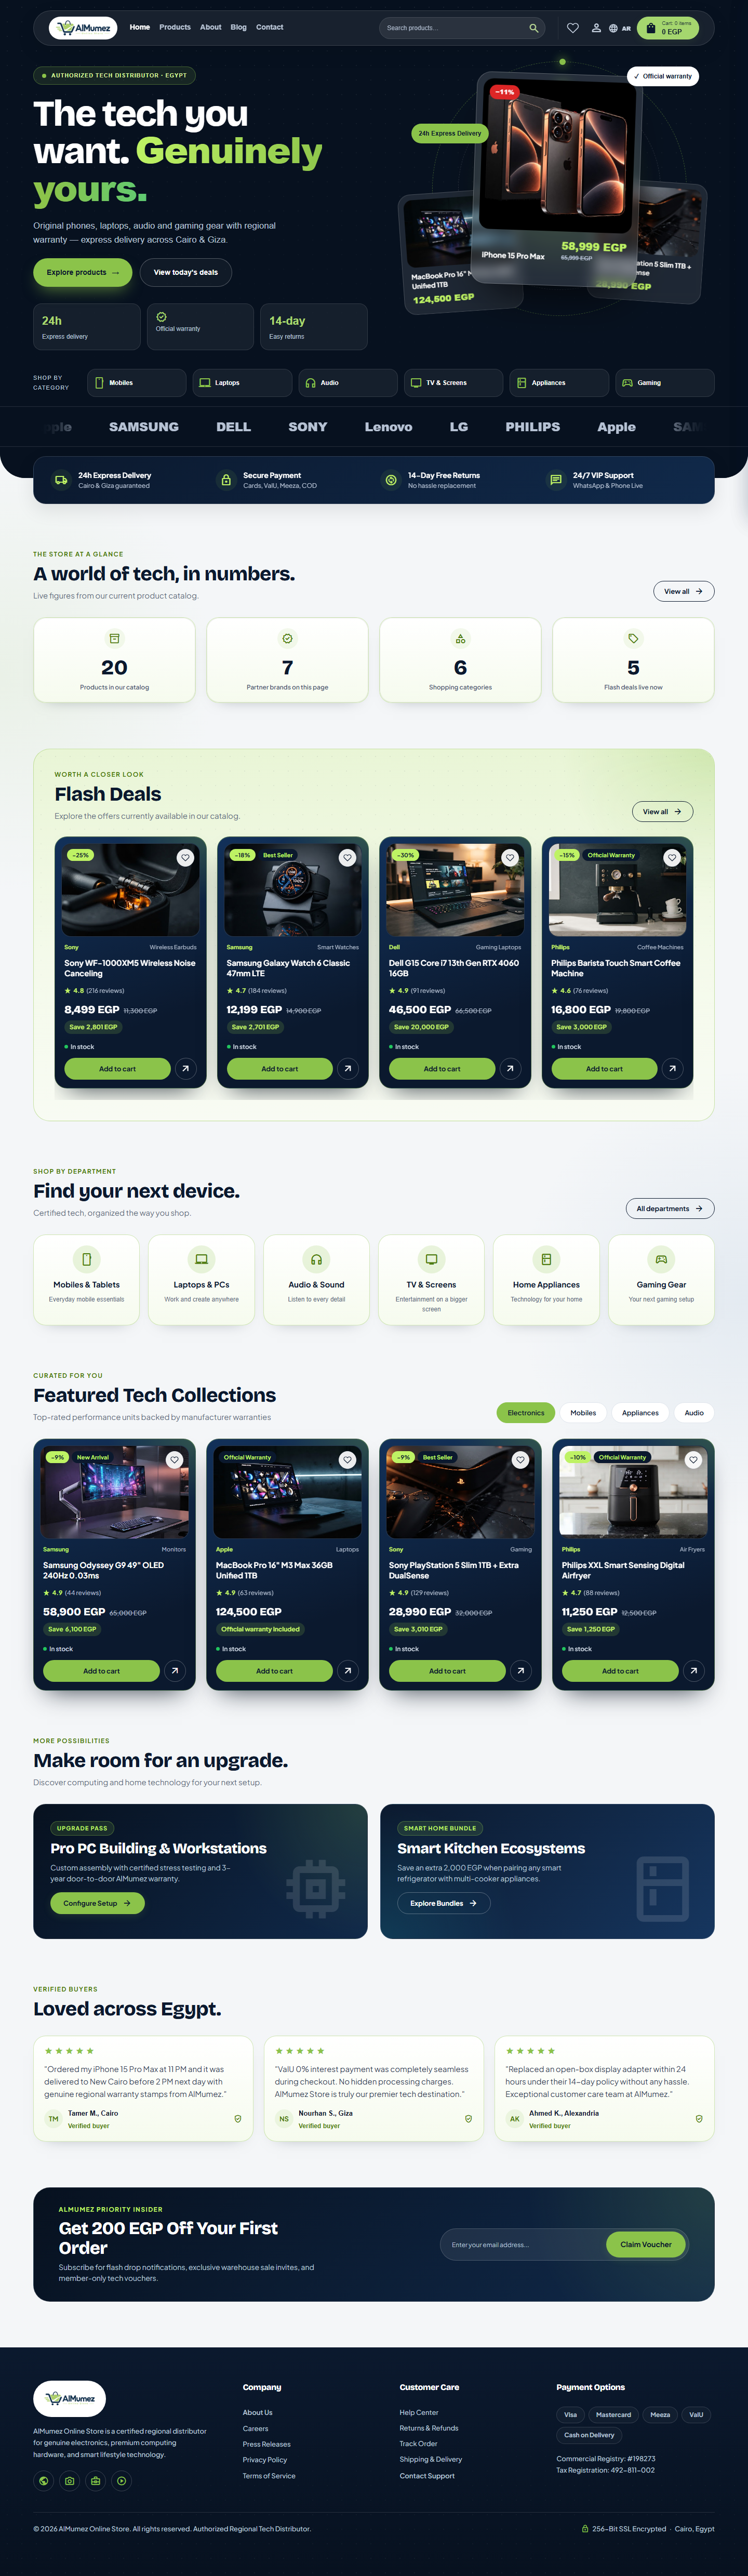 AlMumez
Home
Products
About
Blog
Contact
Search products...
AR
Cart: 0 items
0 EGP
AUTHORIZED TECH DISTRIBUTOR • EGYPT
The tech you
want. Genuinely
yours.
Original phones, laptops, audio and gaming gear with regional
warranty — express delivery across Cairo & Giza.
Explore products →
View today's deals
24h
Express delivery
Official warranty
14-day
Easy returns
✓ Official warranty
-11%
24h Express Delivery
iPhone 15 Pro Max
58,999 EGP
65,999 EGP
MacBook Pro 16" M
Unified 1TB
124,500 EGP
ation 5 Slim 1TB +
nse
28,990 EGP
SHOP BY
CATEGORY
Mobiles
Laptops
Audio
TV & Screens
Appliances
Gaming
ple
SAMSUNG
DELL
SONY
Lenovo
LG
PHILIPS
Apple
SAM
24h Express Delivery
Cairo & Giza guaranteed
Secure Payment
Cards, ValU, Meeza, COD
14-Day Free Returns
No hassle replacement
24/7 VIP Support
WhatsApp & Phone Live
THE STORE AT A GLANCE
A world of tech, in numbers.
Live figures from our current product catalog.
View all →
20
Products in our catalog
7
Partner brands on this page
6
Shopping categories
5
Flash deals live now
WORTH A CLOSER LOOK
Flash Deals
Explore the offers currently available in our catalog.
View all →
-25%
Sony
Wireless Earbuds
Sony WF-1000XM5 Wireless Noise
Canceling
★ 4.8 (216 reviews)
8,499 EGP 11,300 EGP
Save 2,801 EGP
In stock
Add to cart
-18%
Best Seller
Samsung
Smart Watches
Samsung Galaxy Watch 6 Classic
47mm LTE
★ 4.7 (184 reviews)
12,199 EGP 14,900 EGP
Save 2,701 EGP
In stock
Add to cart
-30%
Dell
Gaming Laptops
Dell G15 Core i7 13th Gen RTX 4060
16GB
★ 4.9 (91 reviews)
46,500 EGP 66,500 EGP
Save 20,000 EGP
In stock
Add to cart
-15%
Official Warranty
Philips
Coffee Machines
Philips Barista Touch Smart Coffee
Machine
★ 4.6 (76 reviews)
16,800 EGP 19,800 EGP
Save 3,000 EGP
In stock
Add to cart
SHOP BY DEPARTMENT
Find your next device.
Certified tech, organized the way you shop.
All departments →
Mobiles & Tablets
Everyday mobile essentials
Laptops & PCs
Work and create anywhere
Audio & Sound
Listen to every detail
TV & Screens
Entertainment on a bigger
screen
Home Appliances
Technology for your home
Gaming Gear
Your next gaming setup
CURATED FOR YOU
Featured Tech Collections
Top-rated performance units backed by manufacturer warranties
Electronics
Mobiles
Appliances
Audio
-9%
New Arrival
Samsung
Monitors
Samsung Odyssey G9 49" OLED
240Hz 0.03ms
★ 4.9 (44 reviews)
58,900 EGP 65,000 EGP
Save 6,100 EGP
In stock
Add to cart
Official Warranty
Apple
Laptops
MacBook Pro 16" M3 Max 36GB
Unified 1TB
★ 4.9 (63 reviews)
124,500 EGP
Official warranty included
In stock
Add to cart
-9%
Best Seller
Sony
Gaming
Sony PlayStation 5 Slim 1TB + Extra
DualSense
★ 4.9 (129 reviews)
28,990 EGP 32,000 EGP
Save 3,010 EGP
In stock
Add to cart
-10%
Official Warranty
Philips
Air Fryers
Philips XXL Smart Sensing Digital
Airfryer
★ 4.7 (88 reviews)
11,250 EGP 12,500 EGP
Save 1,250 EGP
In stock
Add to cart
MORE POSSIBILITIES
Make room for an upgrade.
Discover computing and home technology for your next setup.
UPGRADE PASS
Pro PC Building & Workstations
Custom assembly with certified stress testing and 3-
year door-to-door AlMumez warranty.
Configure Setup →
SMART HOME BUNDLE
Smart Kitchen Ecosystems
Save an extra 2,000 EGP when pairing any smart
refrigerator with multi-cooker appliances.
Explore Bundles →
VERIFIED BUYERS
Loved across Egypt.
★★★★★
"Ordered my iPhone 15 Pro Max at 11 PM and it was
delivered to New Cairo before 2 PM next day with
genuine regional warranty stamps from AlMumez."
TM
Tamer M., Cairo
Verified buyer
★★★★★
"ValU 0% interest payment was completely seamless
during checkout. No hidden processing charges.
AlMumez Store is truly our premier tech destination."
NS
Nourhan S., Giza
Verified buyer
★★★★★
"Replaced an open-box display adapter within 24
hours under their 14-day policy without any hassle.
Exceptional customer care team at AlMumez."
AK
Ahmed K., Alexandria
Verified buyer
ALMUMEZ PRIORITY INSIDER
Get 200 EGP Off Your First
Order
Subscribe for flash drop notifications, exclusive warehouse sale invites, and
member-only tech vouchers.
Enter your email address...
Claim Voucher
AlMumez
AlMumez Online Store is a certified regional distributor
for genuine electronics, premium computing
hardware, and smart lifestyle technology.
Company
About Us
Careers
Press Releases
Privacy Policy
Terms of Service
Customer Care
Help Center
Returns & Refunds
Track Order
Shipping & Delivery
Contact Support
Payment Options
Visa
Mastercard
Meeza
ValU
Cash on Delivery
Commercial Registry: #198273
Tax Registration: 492-811-002
© 2026 AlMumez Online Store. All rights reserved. Authorized Regional Tech Distributor.
256-Bit SSL Encrypted · Cairo, Egypt